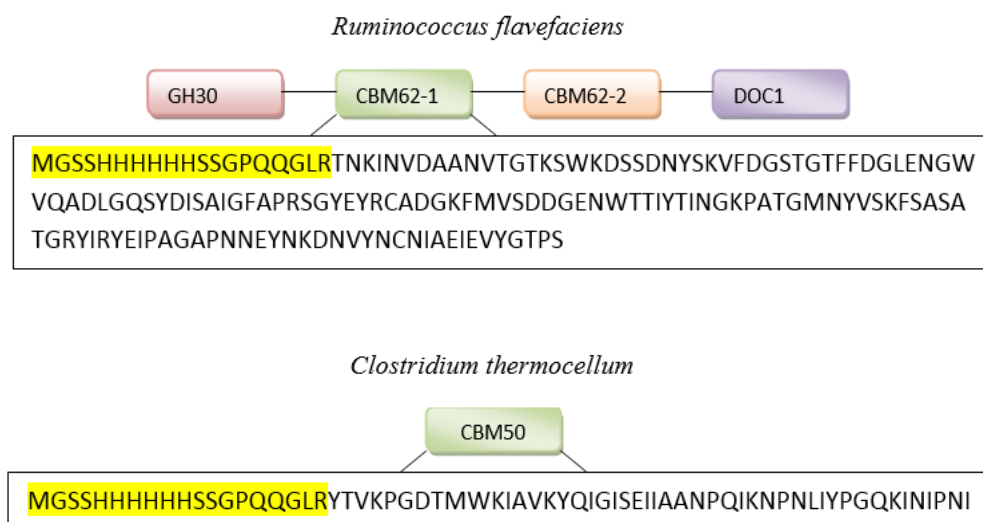 Ruminococcus flavefaciens
GH30 CBM62-1 CBM62-2 DOC1
MGSSHHHHHHSSGPQQGLRTNKINVDAANVTGTKSWKDSSDNYSKVFDGSTGTFFDGLENGW
VQADLGQSYDISAIGFAPRSGYEYRCADGKFMVSDDGENWTTIYTINGKPATGMNYVSKFSASA
TGRYIRYEIPAGAPNNEYNKDNVYNCNIAEIEVYGTPS
Clostridium thermocellum
CBM50
MGSSHHHHHHSSGPQQGLRYTVKPGDTMWKIAVKYQIGISEIIAANPQIKNPNLIYPGQKINIPNI